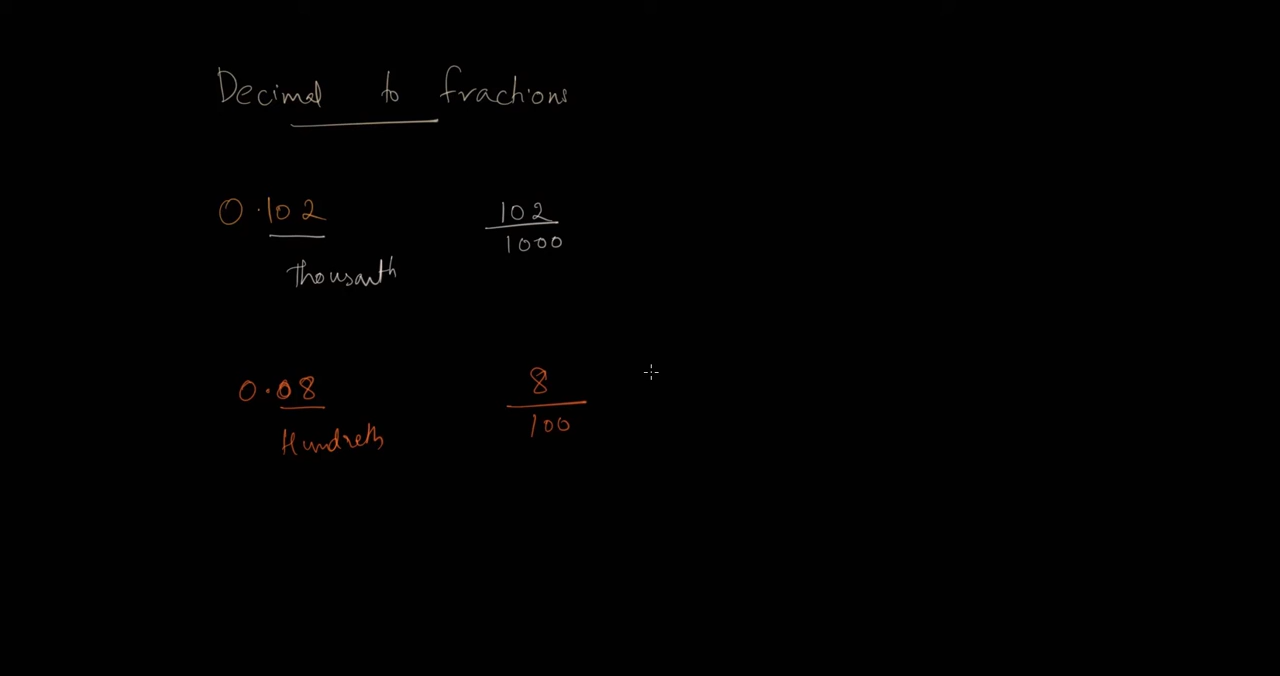 Decimal to fractions
0.102 102/1000
Thousanth
0.08 8/100
Hundreth